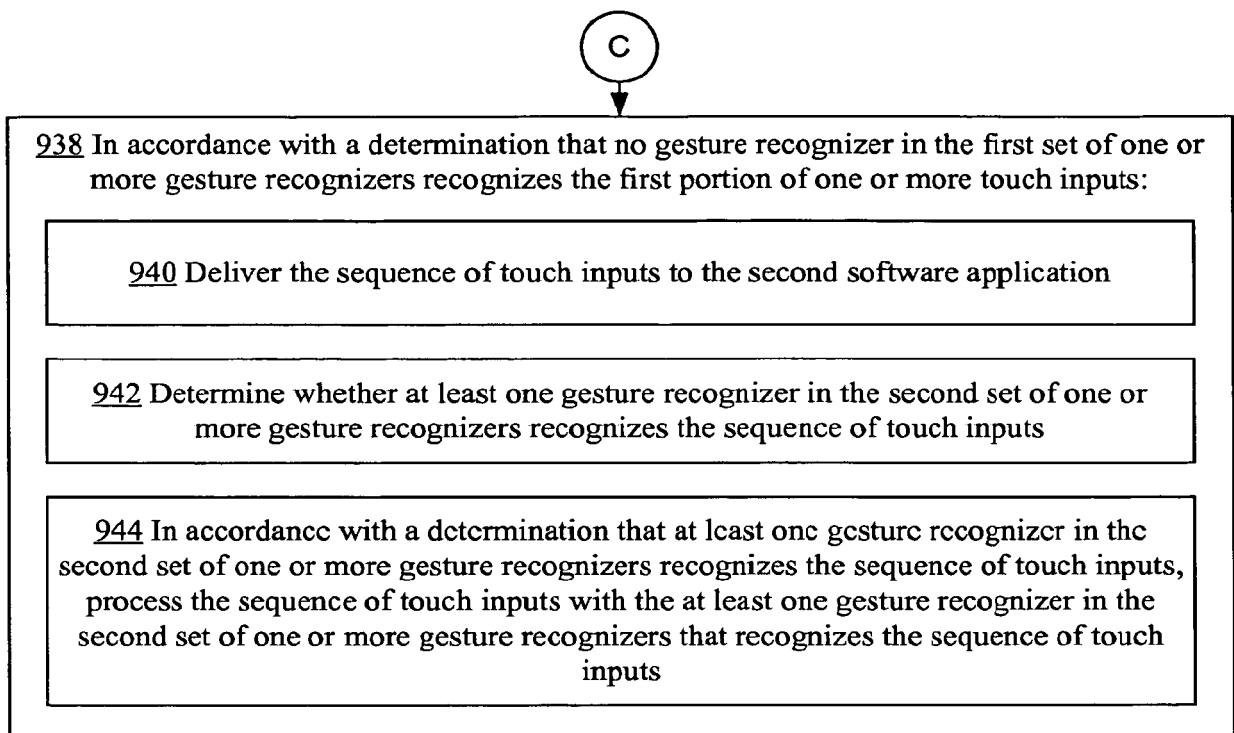 C
938 In accordance with a determination that no gesture recognizer in the first set of one or
more gesture recognizers recognizes the first portion of one or more touch inputs:
940 Deliver the sequence of touch inputs to the second software application
942 Determine whether at least one gesture recognizer in the second set of one or
more gesture recognizers recognizes the sequence of touch inputs
944 In accordance with a determination that at least one gesture recognizer in the
second set of one or more gesture recognizers recognizes the sequence of touch inputs,
process the sequence of touch inputs with the at least one gesture recognizer in the
second set of one or more gesture recognizers that recognizes the sequence of touch
inputs